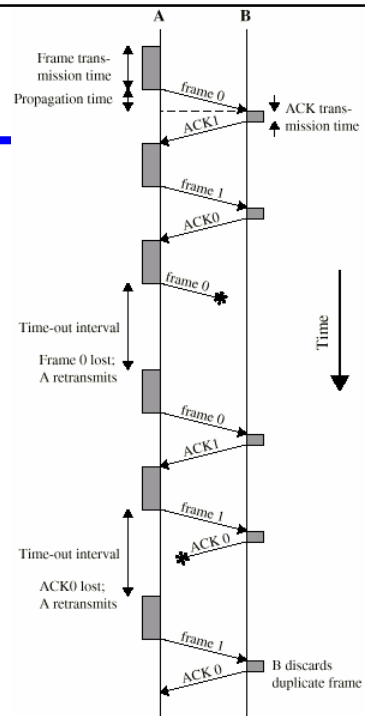 A B
Frame trans-
mission time
frame 0
Propagation time
ACK trans-
mission time
ACK1
frame 1
ACK0
frame 0
Time-out interval
Time
Frame 0 lost;
A retransmits
frame 0
ACK1
frame 1
ACK 0
Time-out interval
ACK0 lost;
A retransmits
frame 1
B discards
duplicate frame
ACK 0